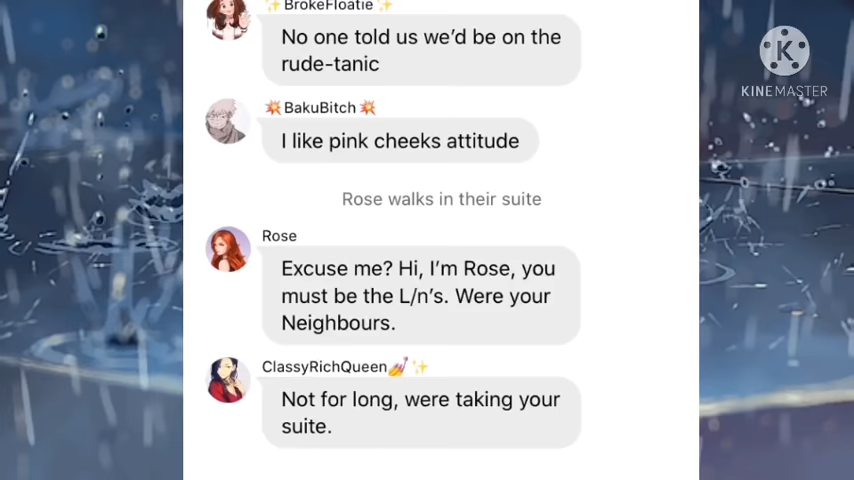 ✨BrokeFloatie✨
No one told us we'd be on the
rude-tanic
💥BakuBitch💥
I like pink cheeks attitude
Rose walks in their suite
Rose
Excuse me? Hi, I'm Rose, you
must be the L/n's. Were your
Neighbours.
ClassyRichQueen💅✨
Not for long, were taking your
suite.
K
KINEMASTER